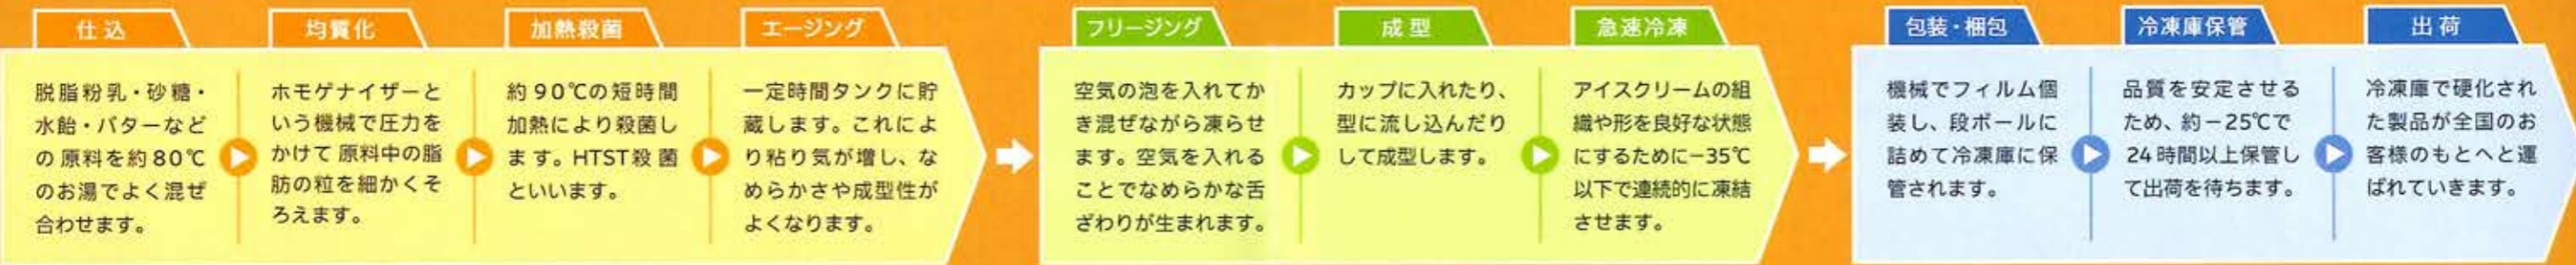 仕込
脱脂粉乳・砂糖・
水飴・バターなど
の原料を約80℃
のお湯でよく混ぜ
合わせます。
均質化
ホモゲナイザーと
いう機械で圧力を
かけて原料中の脂
肪の粒を細かくそ
ろえます。
加熱殺菌
約90℃の短時間
加熱により殺菌し
ます。HTST殺菌
といいます。
エージング
一定時間タンクに貯
蔵します。これによ
り粘り気が増し、な
めらかさや成型性が
よくなります。
フリージング
空気の泡を入れてか
き混ぜながら凍らせ
ます。空気を入れる
ことでなめらかな舌
ざわりが生まれます。
成型
カップに入れたり、
型に流し込んだり
して成型します。
急速冷凍
アイスクリームの組
織や形を良好な状態
にするために−35℃
以下で連続的に凍結
させます。
包装・梱包
機械でフィルム個
装し、段ボールに
詰めて冷凍庫に保
管されます。
冷凍庫保管
品質を安定させる
ため、約−25℃で
24時間以上保管し
て出荷を待ちます。
出荷
冷凍庫で硬化され
た製品が全国のお
客様のもとへと運
ばれていきます。